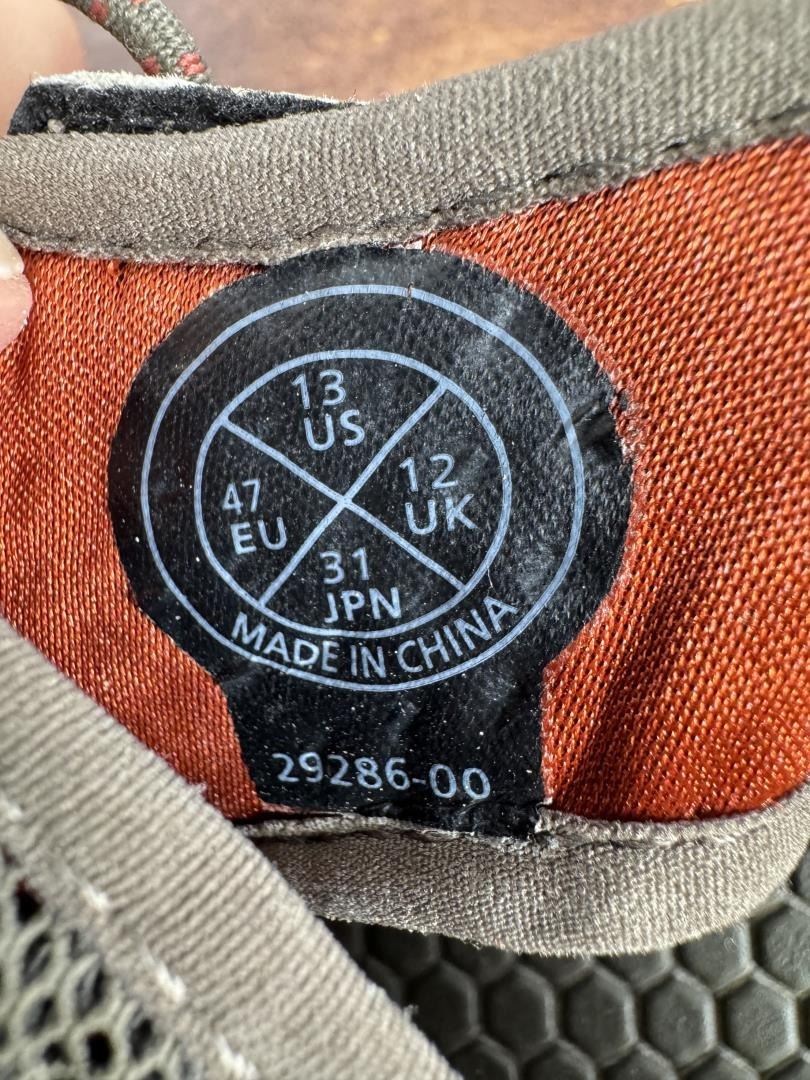 13
US
47
EU
12
UK
31
JPN
MADE IN CHINA
29286-00